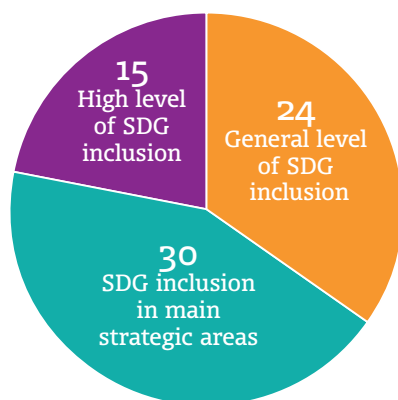 15
High level
of SDG
inclusion
24
General level
of SDG
inclusion
30
SDG inclusion
in main
strategic areas